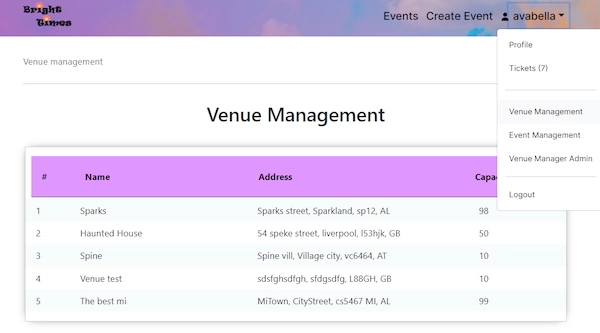 Bright
Times
Events Create Event avabella
Profile
Tickets (7)
Venue Management
Event Management
Venue Manager Admin
Logout
Venue management
Venue Management
# Name Address
1 Sparks Sparks street, Sparkland, sp12, AL 98
2 Haunted House 54 speke street, liverpool, l53hjk, GB 50
3 Spine Spine vill, Village city, vc6464, AT 10
4 Venue test sdsfghsdfgh, sfdgsdfg, L88GH, GB 10
5 The best mi MiTown, CityStreet, cs5467 MI, AL 99